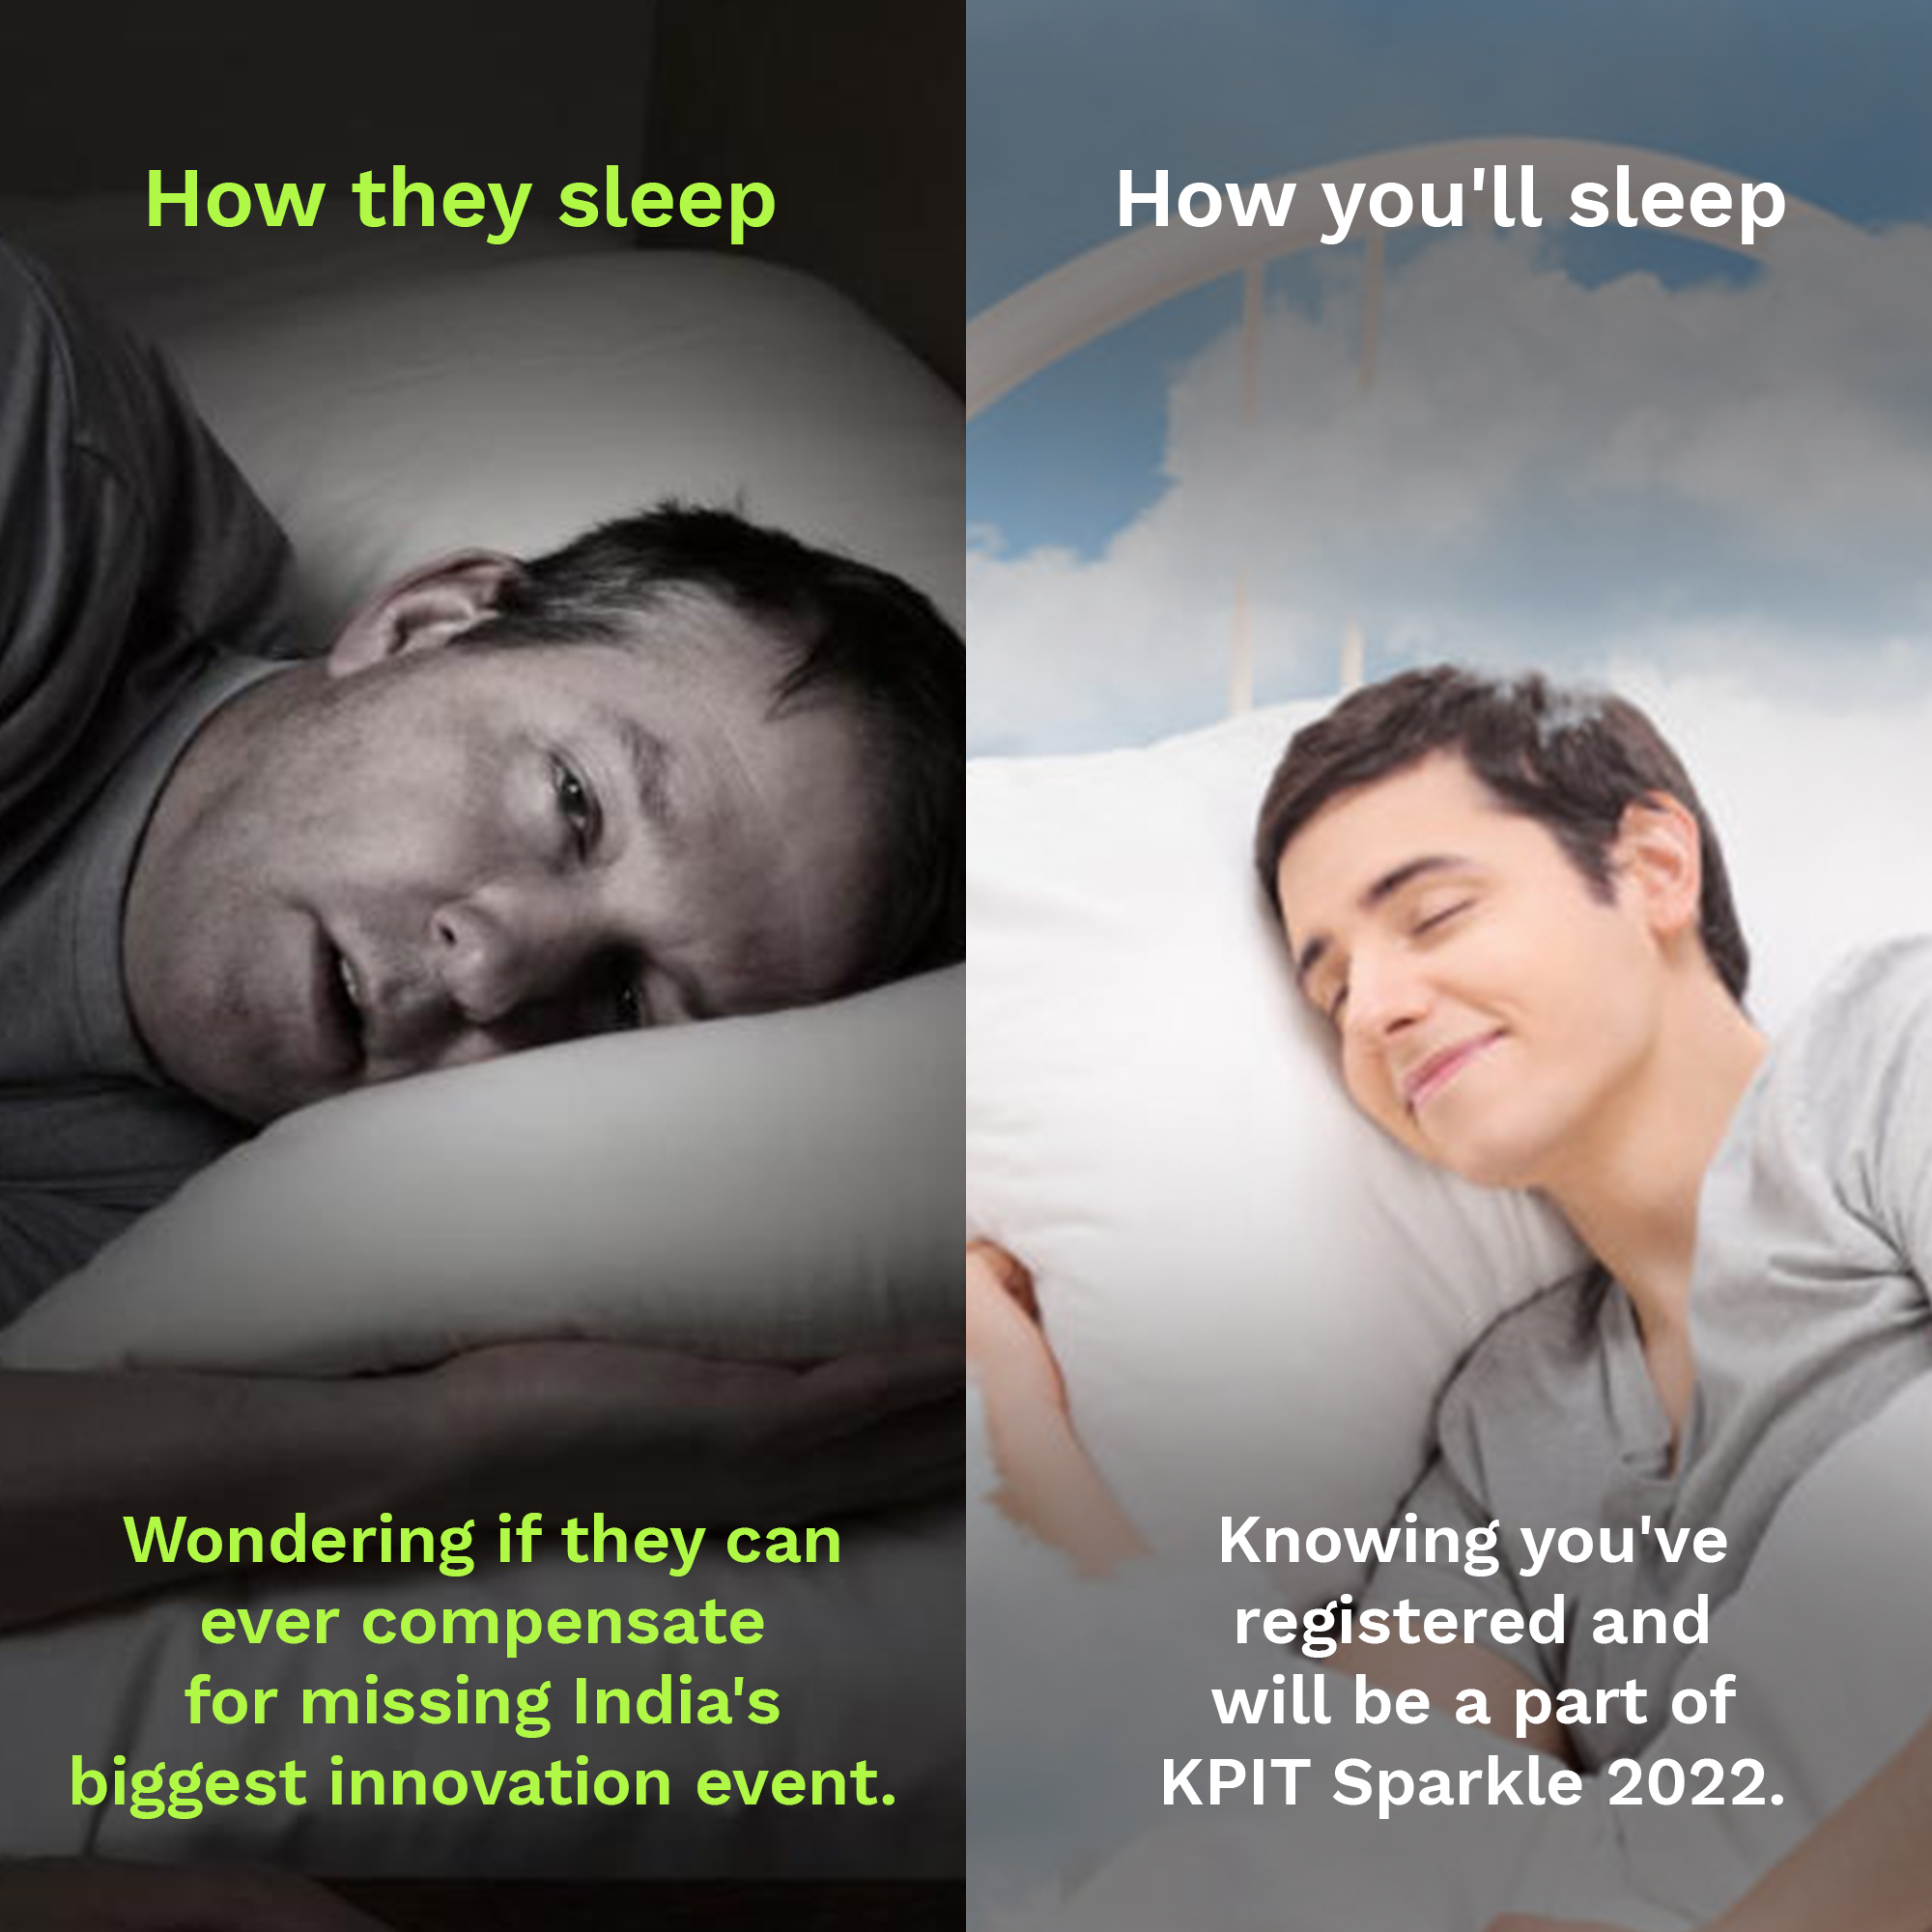 How they sleep
Wondering if they can
ever compensate
for missing India's
biggest innovation event.
How you'll sleep
Knowing you've
registered and
will be a part of
KPIT Sparkle 2022.